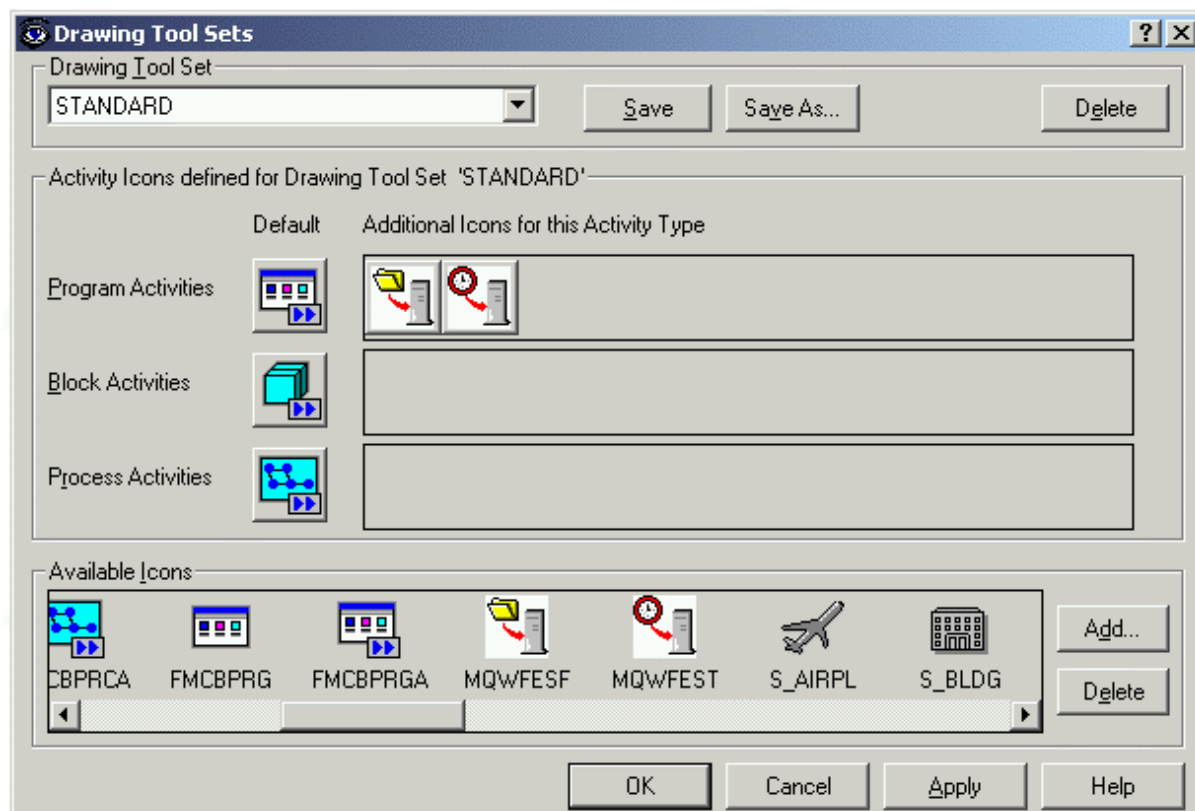 Drawing Tool Sets
Drawing Tool Set
STANDARD
Save
Save As...
Delete
Activity Icons defined for Drawing Tool Set 'STANDARD'
Default
Additional Icons for this Activity Type
Program Activities
Block Activities
Process Activities
Available Icons
CBPRCA
FMCBPRG
FMCBPRGA
MQWFESF
MQWFEST
S_AIRPL
S_BLDG
Add...
Delete
OK
Cancel
Apply
Help